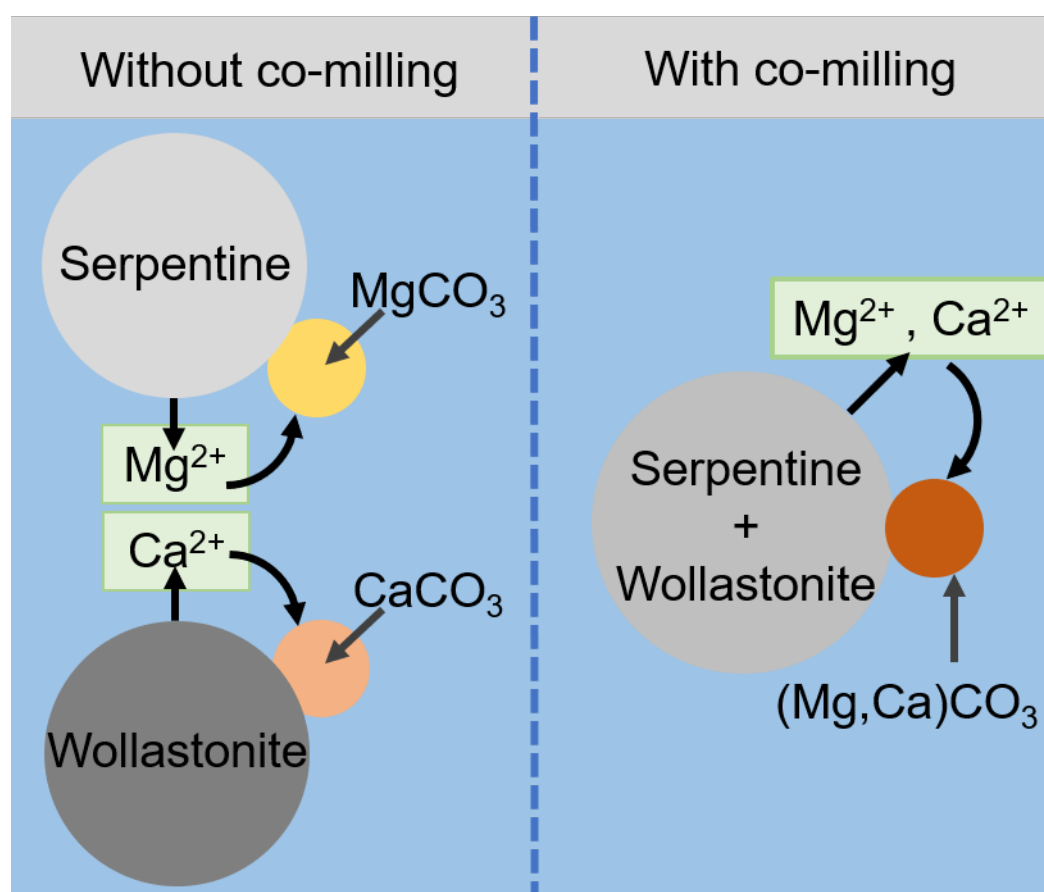 Without co-milling
Serpentine
MgCO₃
Mg²⁺
Ca²⁺
CaCO₃
Wollastonite
With co-milling
Mg²⁺ , Ca²⁺
Serpentine
+
Wollastonite
(Mg,Ca)CO₃